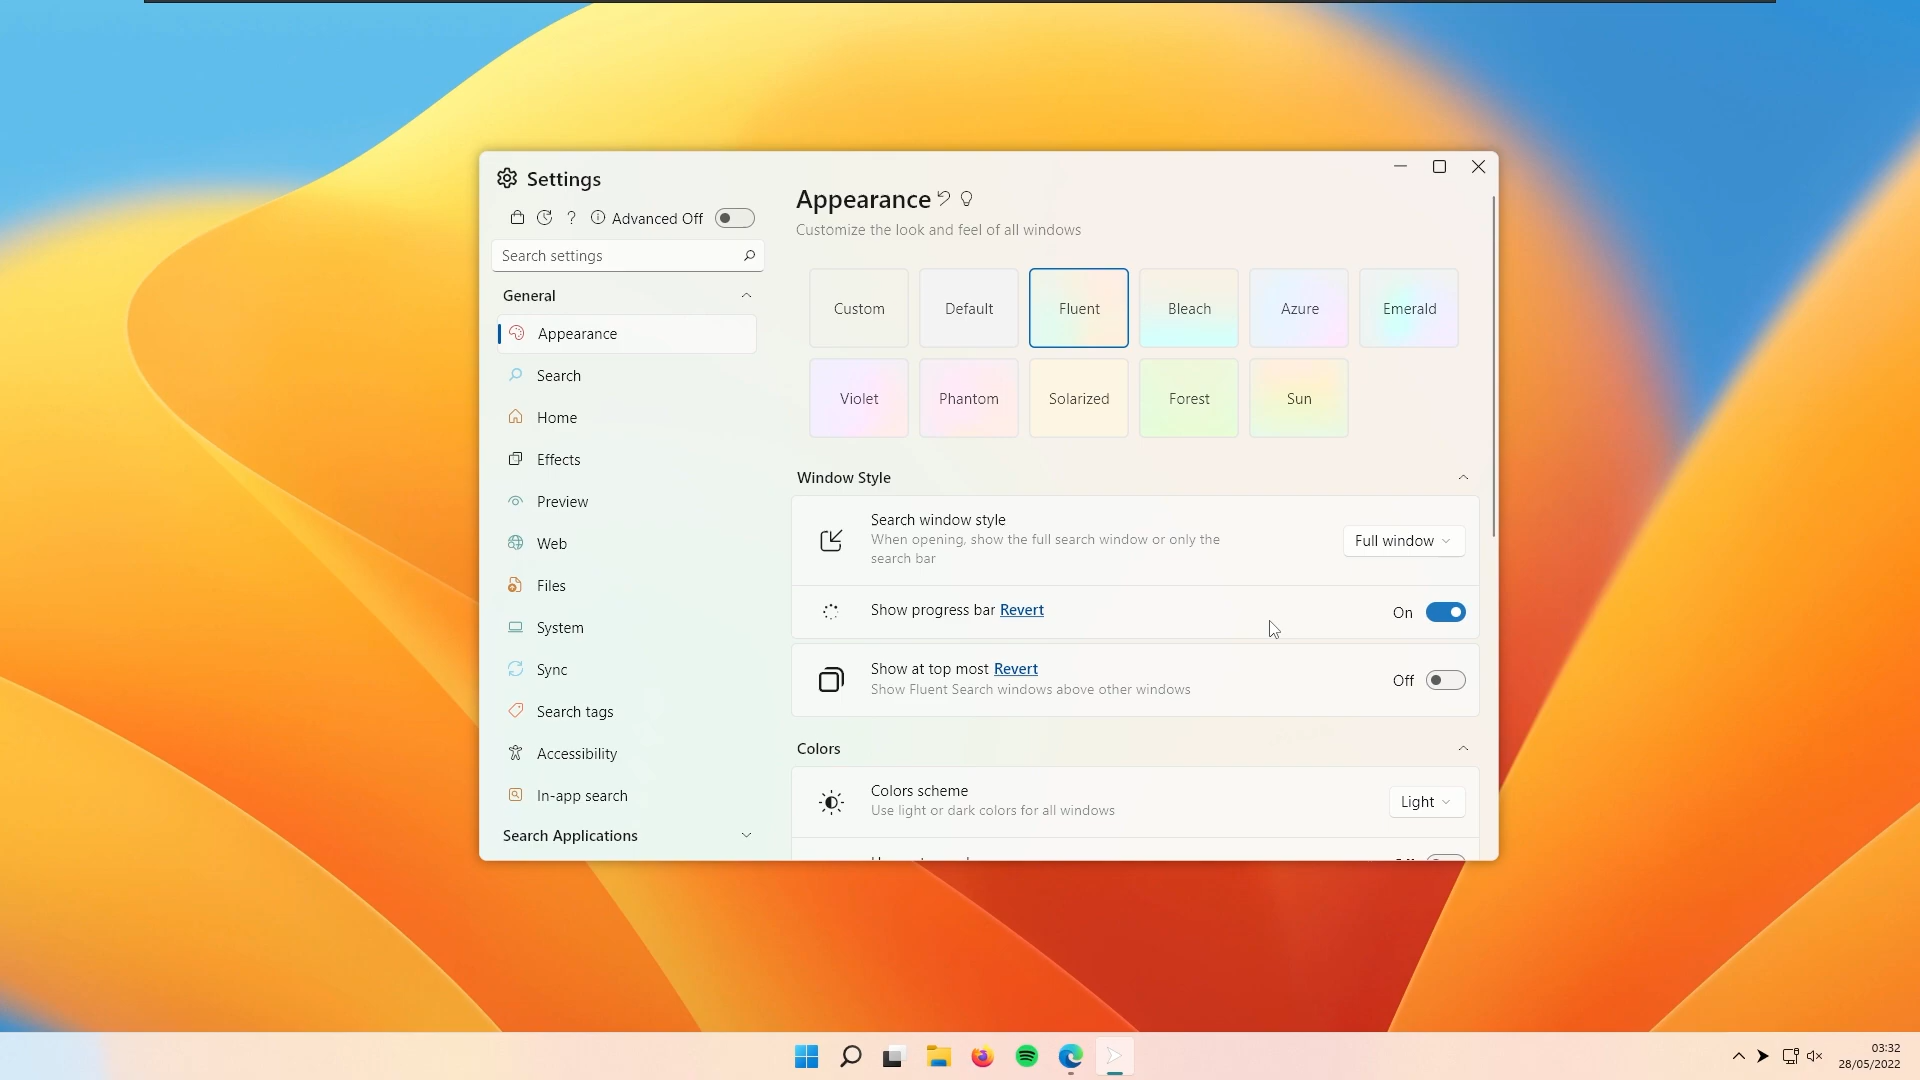 Settings
? Advanced Off
Search settings
General
Appearance
Search
Home
Effects
Preview
Web
Files
System
Sync
Search tags
Accessibility
In-app search
Search Applications
Appearance
Customize the look and feel of all windows
Custom
Default
Fluent
Bleach
Azure
Emerald
Violet
Phantom
Solarized
Forest
Sun
Window Style
Search window style
When opening, show the full search window or only the
search bar
Full window
Show progress bar Revert
On
Show at top most Revert
Show Fluent Search windows above other windows
Off
Colors
Colors scheme
Use light or dark colors for all windows
Light
03:32
28/05/2022